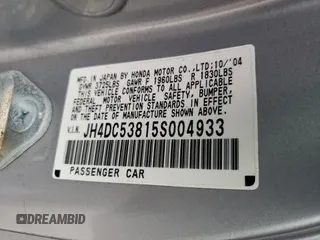 MFD. IN JAPAN BY HONDA MOTOR CO.,LTD.:10/'04
GVWR 3725LBS GAWR F 1960LBS R 1830LBS
THIS VEHICLE CONFORMS TO ALL APPLICABLE
FEDERAL MOTOR VEHICLE SAFETY, BUMPER, AND
THEFT PREVENTION STANDARDS IN EFFECT ON
THE DATE OF MANUFACTURE SHOWN ABOVE.
V.I.N. JH4DC53815S004933
PASSENGER CAR
DREAMBID